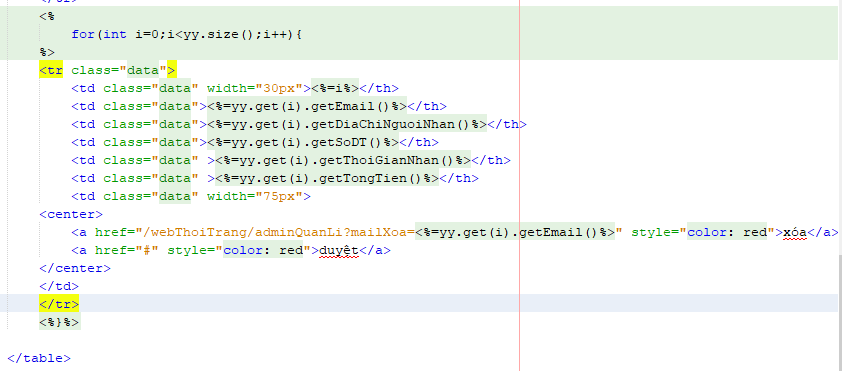 <%
for(int i=0;i<yy.size();i++){
%>
<tr class="data">
<td class="data" width="30px"><%=i%></th>
<td class="data"><%=yy.get(i).getEmail()%></th>
<td class="data"><%=yy.get(i).getDiaChiNguoiNhan()%></th>
<td class="data"><%=yy.get(i).getSoDT()%></th>
<td class="data" ><%=yy.get(i).getThoiGianNhan()%></th>
<td class="data" ><%=yy.get(i).getTongTien()%></th>
<td class="data" width="75px">
<center>
<a href="/webThoiTrang/adminQuanLi?mailXoa=<%=yy.get(i).getEmail()%>" style="color: red">xóa</a>
<a href="#" style="color: red">duyệt</a>
</center>
</td>
</tr>
<%}%>
</table>